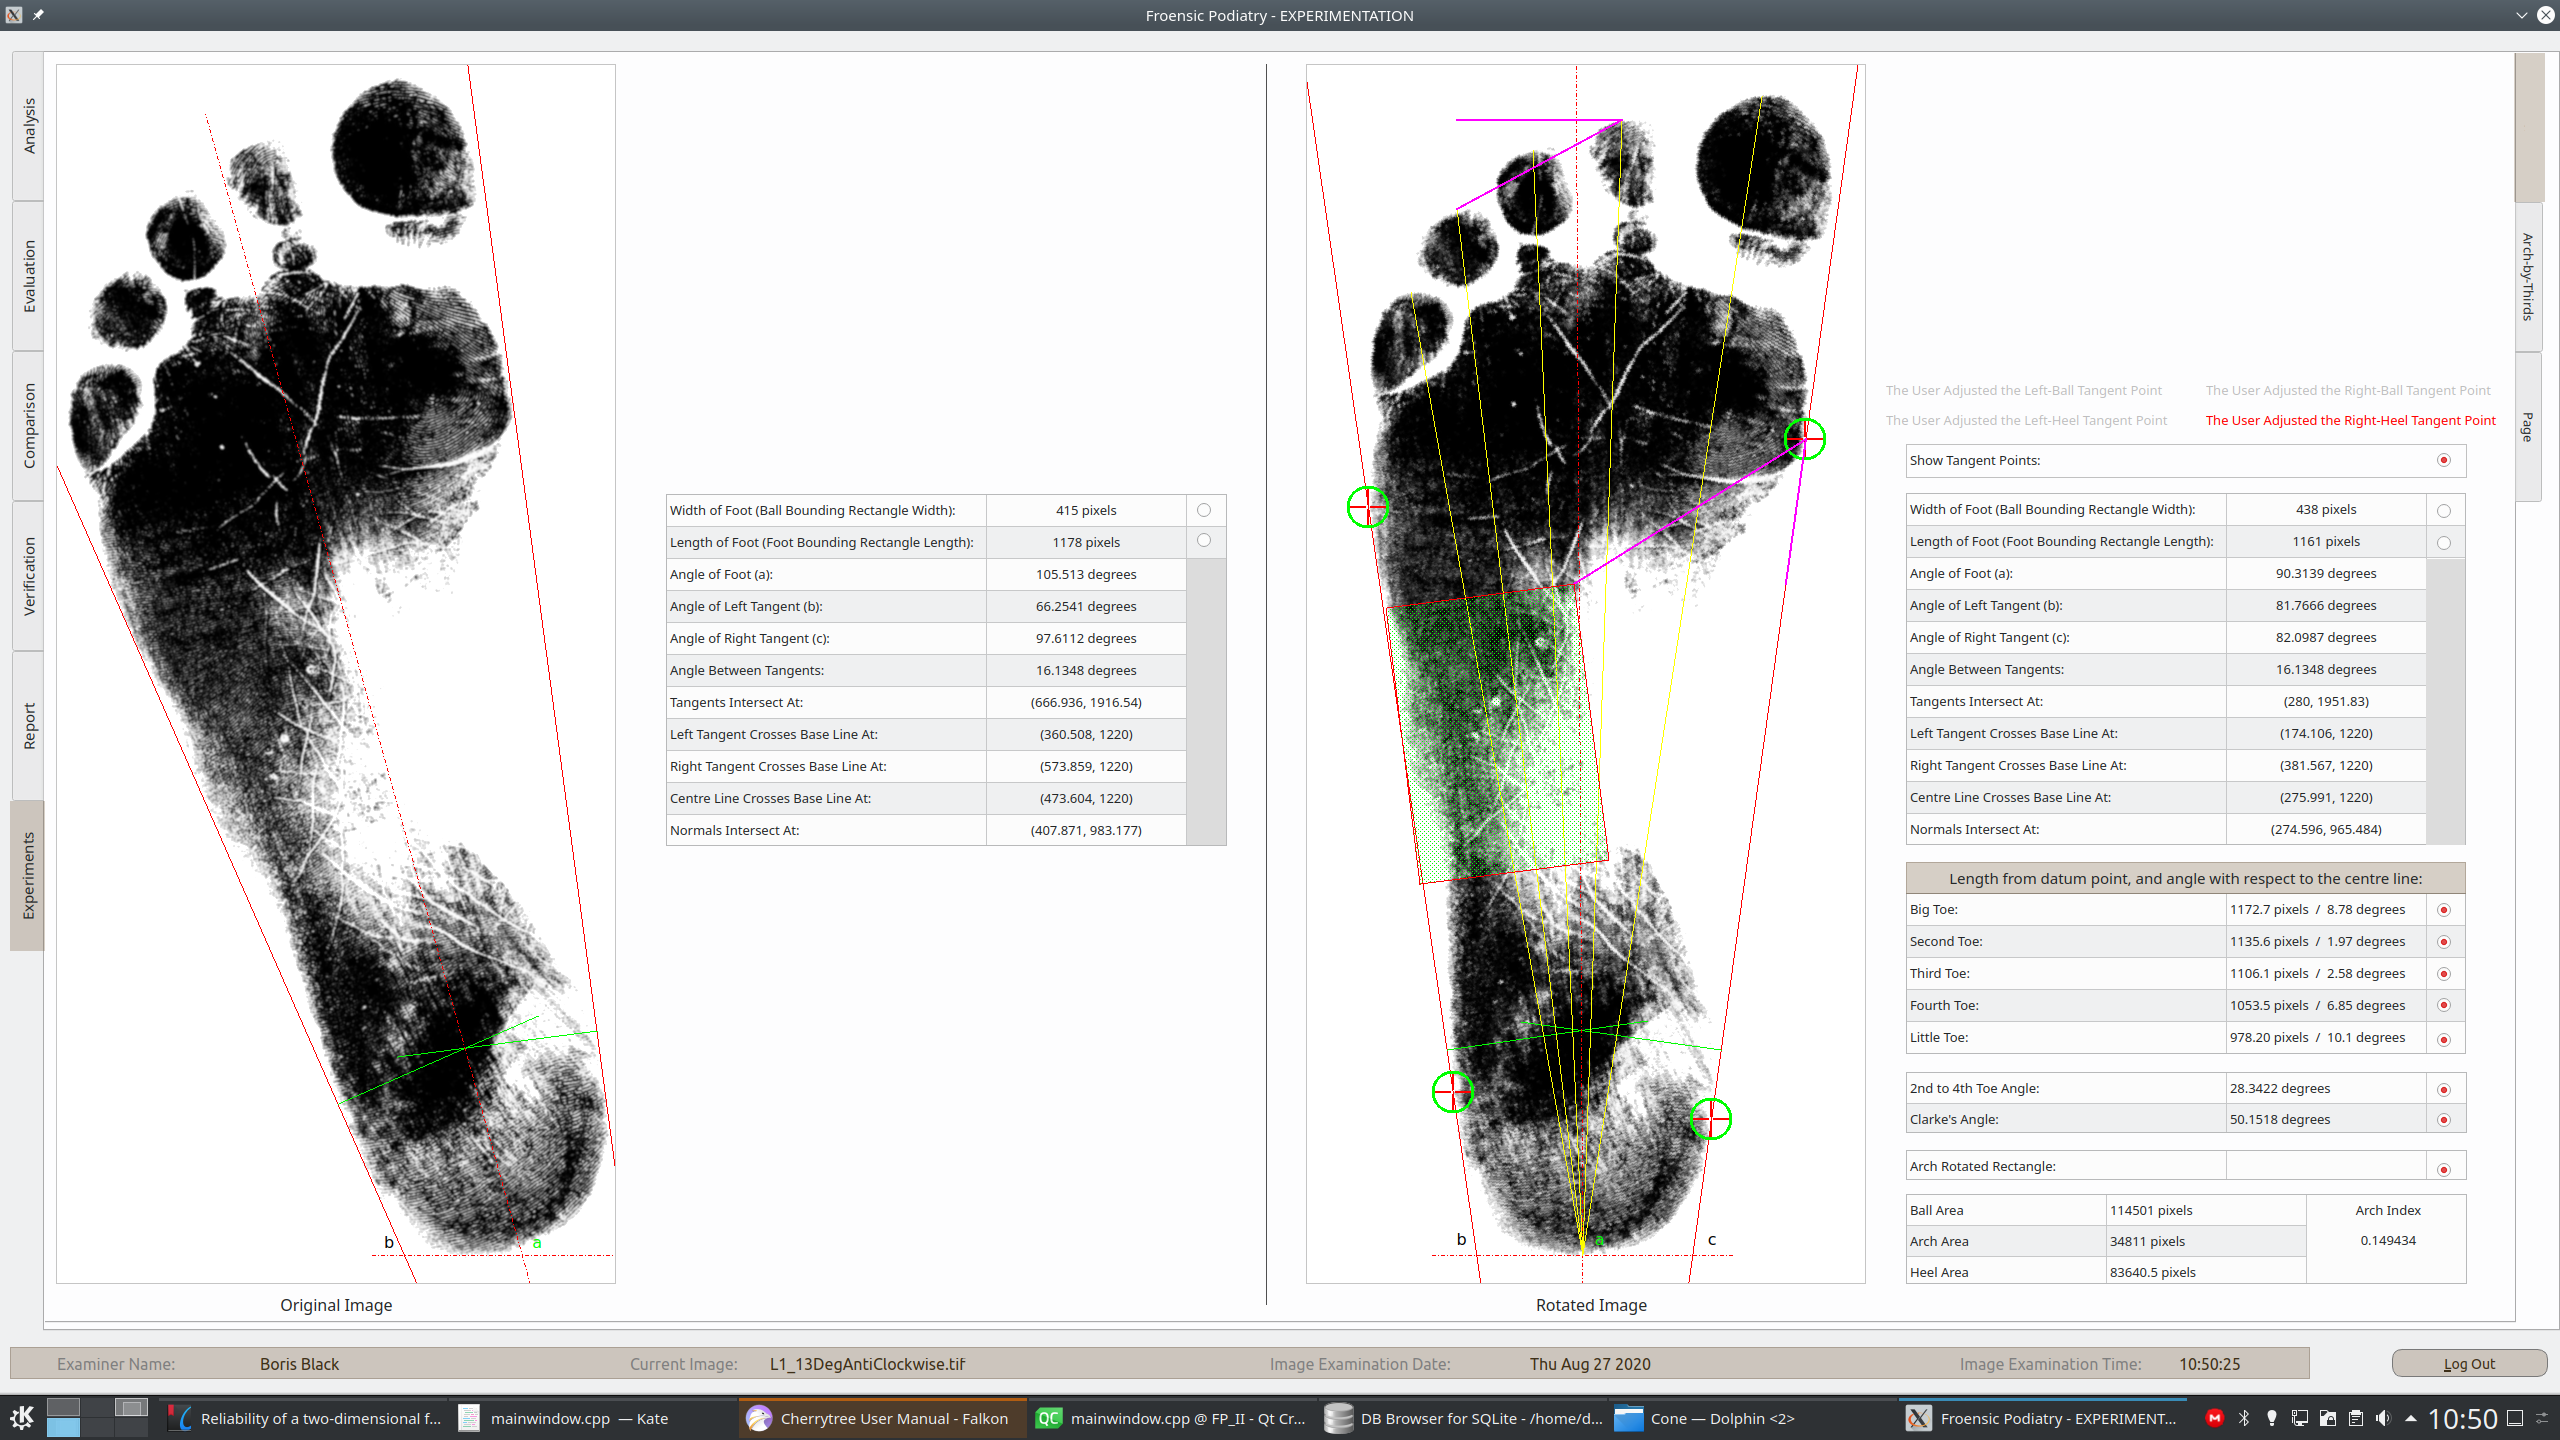 Froensic Podiatry - EXPERIMENTATION
Analysis
Evaluation
Comparison
Verification
Report
Experiments
b
a
Original Image
Width of Foot (Ball Bounding Rectangle Width): 415 pixels
Length of Foot (Foot Bounding Rectangle Length): 1178 pixels
Angle of Foot (a): 105.513 degrees
Angle of Left Tangent (b): 66.2541 degrees
Angle of Right Tangent (c): 97.6112 degrees
Angle Between Tangents: 16.1348 degrees
Tangents Intersect At: (666.936, 1916.54)
Left Tangent Crosses Base Line At: (360.508, 1220)
Right Tangent Crosses Base Line At: (573.859, 1220)
Centre Line Crosses Base Line At: (473.604, 1220)
Normals Intersect At: (407.871, 983.177)
b
a
c
Rotated Image
The User Adjusted the Left-Ball Tangent Point The User Adjusted the Right-Ball Tangent Point
The User Adjusted the Left-Heel Tangent Point The User Adjusted the Right-Heel Tangent Point
Show Tangent Points:
Width of Foot (Ball Bounding Rectangle Width): 438 pixels
Length of Foot (Foot Bounding Rectangle Length): 1161 pixels
Angle of Foot (a): 90.3139 degrees
Angle of Left Tangent (b): 81.7666 degrees
Angle of Right Tangent (c): 82.0987 degrees
Angle Between Tangents: 16.1348 degrees
Tangents Intersect At: (280, 1951.83)
Left Tangent Crosses Base Line At: (174.106, 1220)
Right Tangent Crosses Base Line At: (381.567, 1220)
Centre Line Crosses Base Line At: (275.991, 1220)
Normals Intersect At: (274.596, 965.484)
Length from datum point, and angle with respect to the centre line:
Big Toe: 1172.7 pixels / 8.78 degrees
Second Toe: 1135.6 pixels / 1.97 degrees
Third Toe: 1106.1 pixels / 2.58 degrees
Fourth Toe: 1053.5 pixels / 6.85 degrees
Little Toe: 978.20 pixels / 10.1 degrees
2nd to 4th Toe Angle: 28.3422 degrees
Clarke's Angle: 50.1518 degrees
Arch Rotated Rectangle:
Ball Area 114501 pixels Arch Index
Arch Area 34811 pixels 0.149434
Heel Area 83640.5 pixels
Arch-by-Thirds
Page
Examiner Name: Boris Black Current Image: L1_13DegAntiClockwise.tif Image Examination Date: Thu Aug 27 2020 Image Examination Time: 10:50:25 Log Out
Reliability of a two-dimensional f... mainwindow.cpp — Kate Cherrytree User Manual - Falkon QC mainwindow.cpp @ FP_II - Qt Cr... DB Browser for SQLite - /home/d... Cone — Dolphin <2> Froensic Podiatry - EXPERIMENT... M 10:50